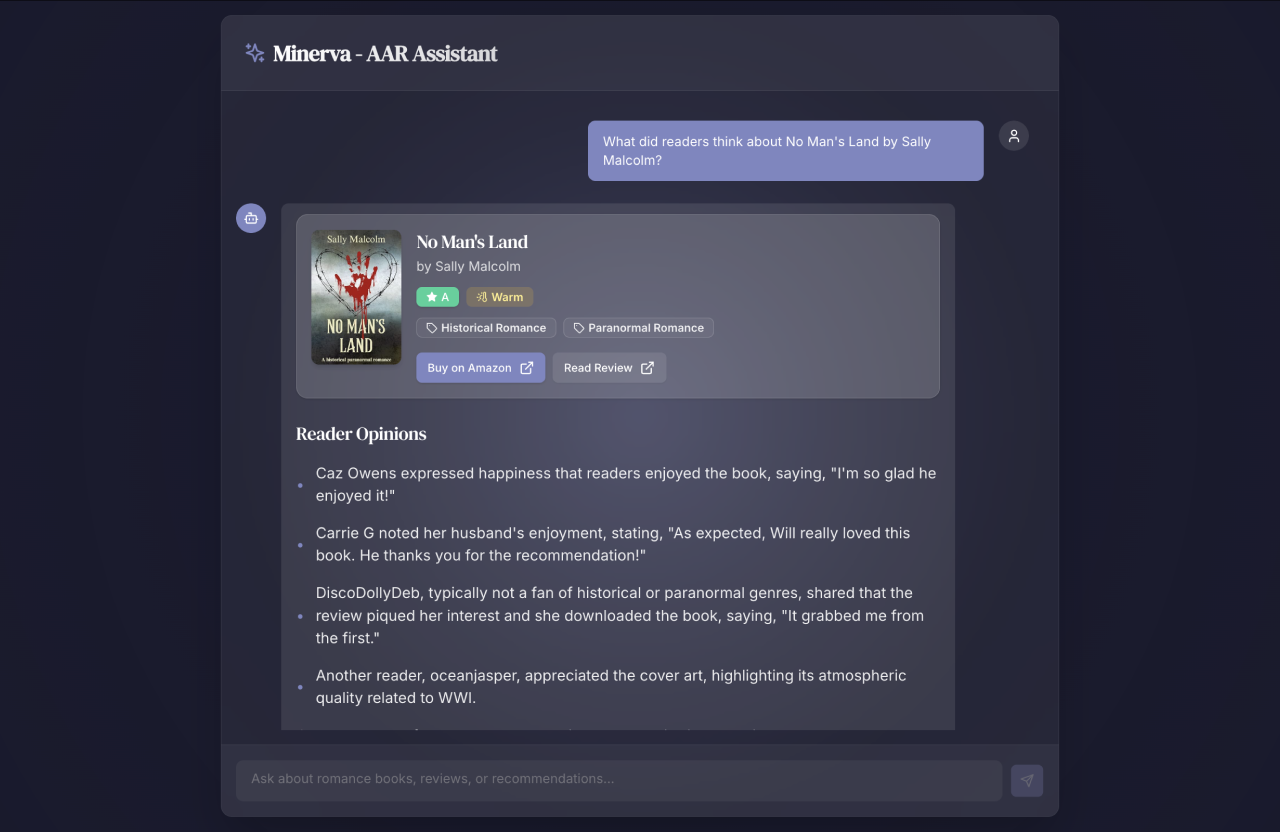 Minerva - AAR Assistant
What did readers think about No Man's Land by Sally
Malcolm?
Sally Malcolm
NO MAN'S
LAND
A historical paranormal romance
No Man's Land
by Sally Malcolm
A
Warm
Historical Romance
Paranormal Romance
Buy on Amazon
Read Review
Reader Opinions
Caz Owens expressed happiness that readers enjoyed the book, saying, "I'm so glad he
enjoyed it!"
Carrie G noted her husband's enjoyment, stating, "As expected, Will really loved this
book. He thanks you for the recommendation!"
DiscoDollyDeb, typically not a fan of historical or paranormal genres, shared that the
review piqued her interest and she downloaded the book, saying, "It grabbed me from
the first."
Another reader, oceanjasper, appreciated the cover art, highlighting its atmospheric
quality related to WWI.
Ask about romance books, reviews, or recommendations...